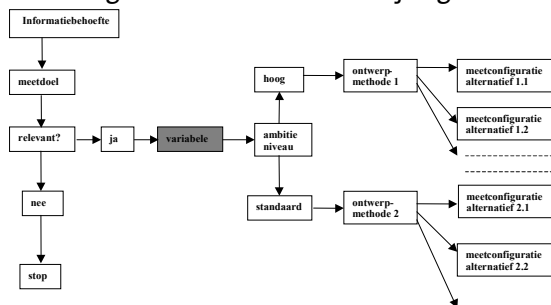 Informatiebehoefte
meetdoel
relevant?
ja
variabele
ambitie
niveau
hoog
ontwerp-
methode 1
meetconfiguratie
alternatief 1.1
meetconfiguratie
alternatief 1.2
standaard
ontwerp-
methode 2
meetconfiguratie
alternatief 2.1
meetconfiguratie
alternatief 2.2
nee
stop